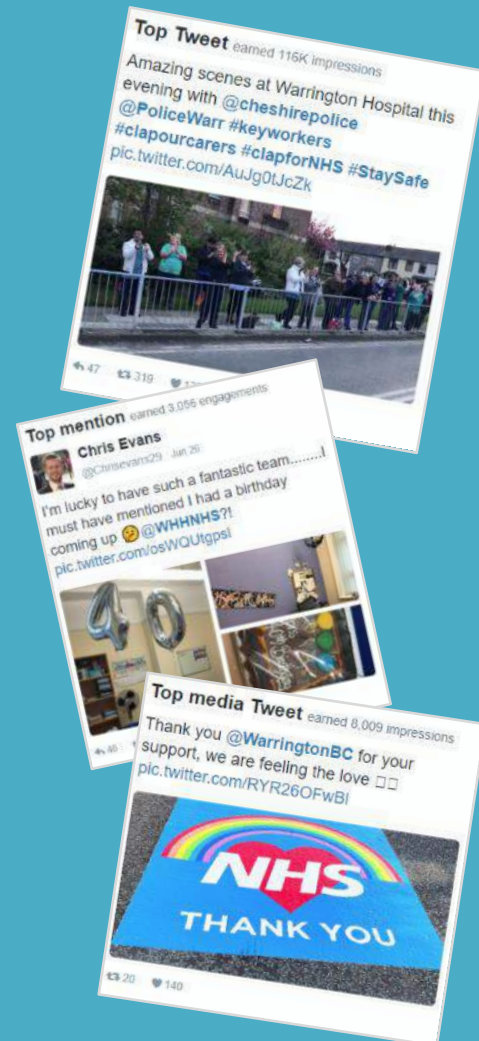 Top Tweet earned 116K impressions
Amazing scenes at Warrington Hospital this
evening with @cheshirepolice
@PoliceWarr #keyworkers
#clapourcarers #clapforNHS #StaySafe
pic.twitter.com/AuJg0tJcZk
47 319
Top mention earned 3,056 engagements
Chris Evans
@Chrisevans29 Jun 26
I'm lucky to have such a fantastic team.........I
must have mentioned I had a birthday
coming up 🤔@WHHNHS?!
pic.twitter.com/osWQUtgpsI
40
46
Top media Tweet earned 8,009 impressions
Thank you @WarringtonBC for your
support, we are feeling the love □□
pic.twitter.com/RYR26OFwBl
NHS
THANK YOU
20 140